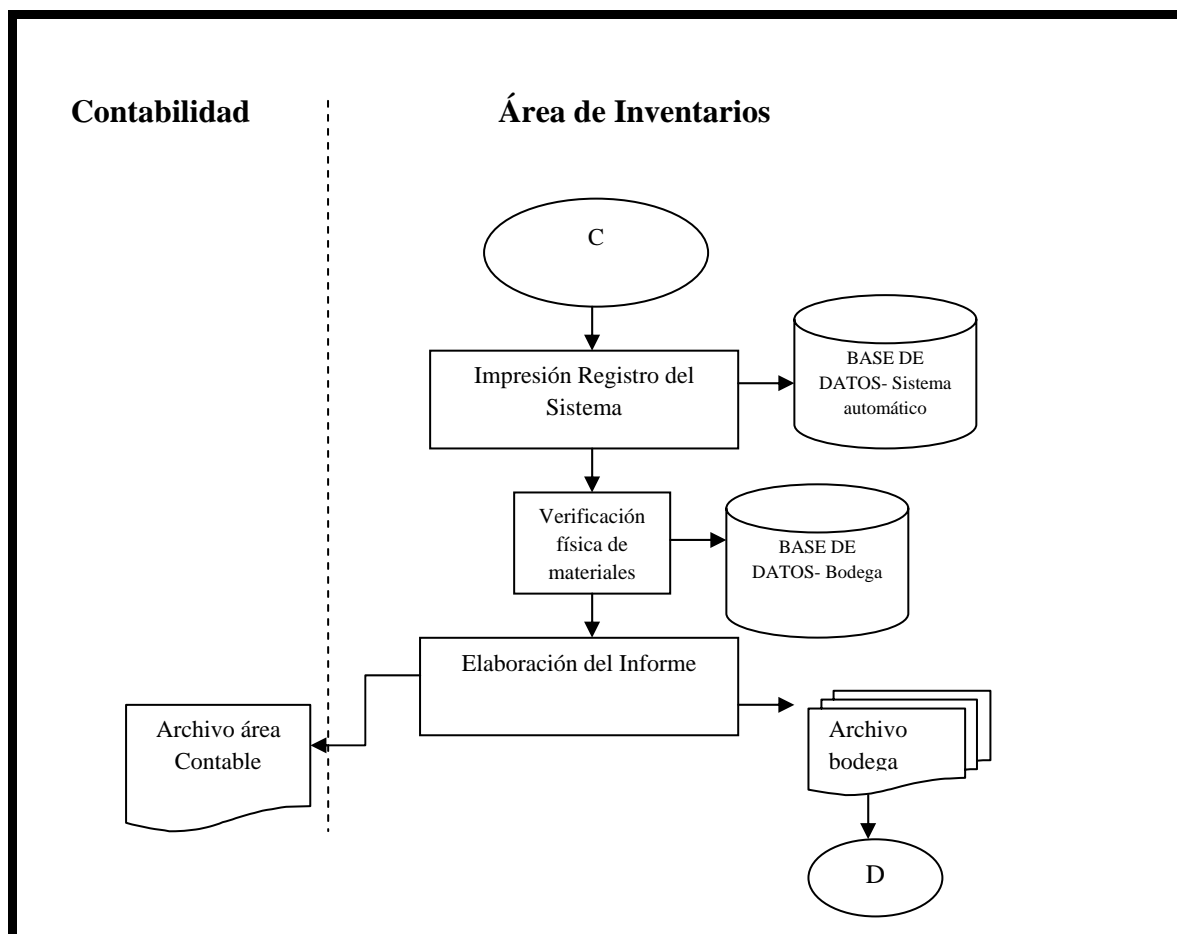 Contabilidad
Área de Inventarios
C
Impresión Registro del
Sistema
BASE DE
DATOS- Sistema
automático
Verificación
física de
materiales
BASE DE
DATOS- Bodega
Elaboración del Informe
Archivo área
Contable
Archivo
bodega
D